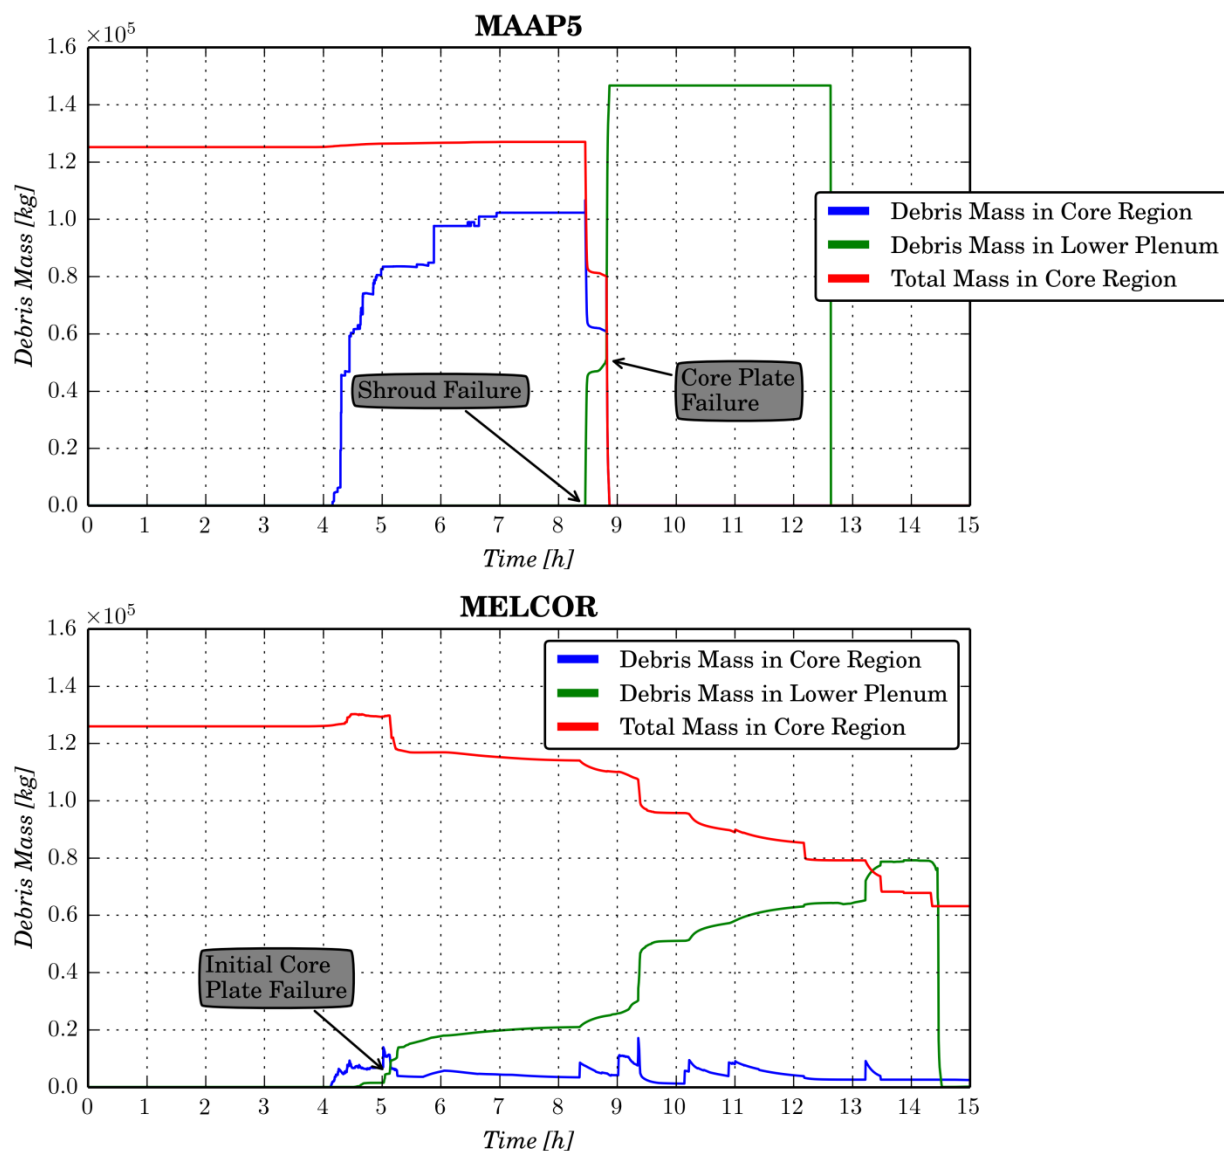 MAAP5
×10⁵
1.6
1.4
1.2
1.0
0.8
0.6
0.4
0.2
0.0
Debris Mass [kg]
Debris Mass in Core Region
Debris Mass in Lower Plenum
Total Mass in Core Region
Shroud Failure
Core Plate
Failure
0 1 2 3 4 5 6 7 8 9 10 11 12 13 14 15
Time [h]
MELCOR
×10⁵
1.6
1.4
1.2
1.0
0.8
0.6
0.4
0.2
0.0
Debris Mass [kg]
Debris Mass in Core Region
Debris Mass in Lower Plenum
Total Mass in Core Region
Initial Core
Plate Failure
0 1 2 3 4 5 6 7 8 9 10 11 12 13 14 15
Time [h]